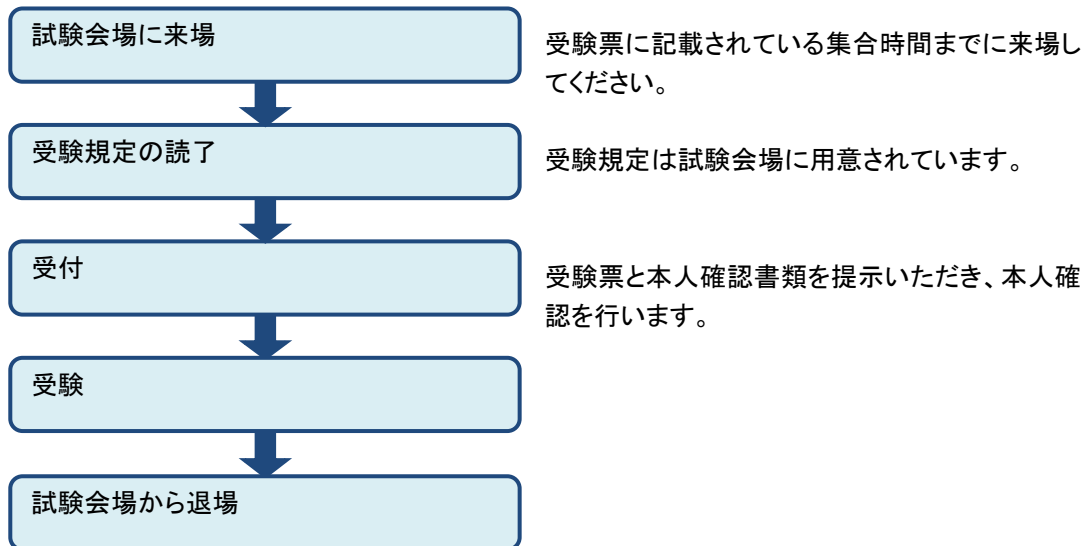 試験会場に来場
受験票に記載されている集合時間までに来場し
てください。
受験規定の読了
受験規定は試験会場に用意されています。
受付
受験票と本人確認書類を提示いただき、本人確
認を行います。
受験
試験会場から退場